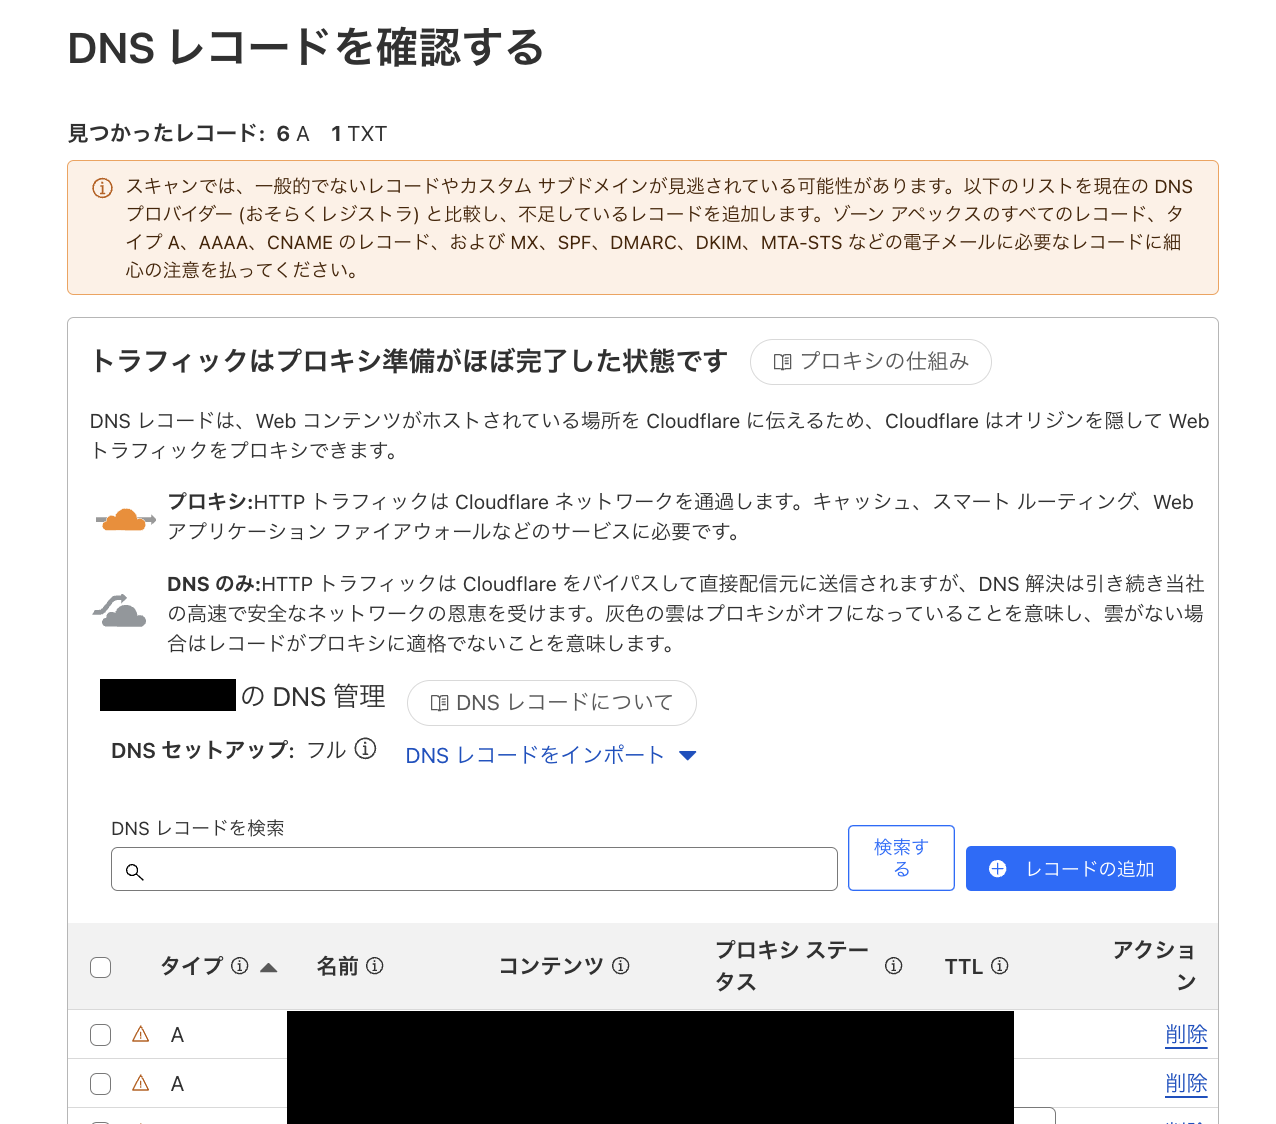 DNS レコードを確認する
見つかったレコード: 6 A 1 TXT
スキャンでは、一般的でないレコードやカスタム サブドメインが見逃されている可能性があります。以下のリストを現在の DNS
プロバイダー (おそらくレジストラ) と比較し、不足しているレコードを追加します。ゾーン アペックスのすべてのレコード、タ
イプ A、AAAA、CNAME のレコード、および MX、SPF、DMARC、DKIM、MTA-STS などの電子メールに必要なレコードに細
心の注意を払ってください。
トラフィックはプロキシ準備がほぼ完了した状態です プロキシの仕組み
DNS レコードは、Web コンテンツがホストされている場所を Cloudflare に伝えるため、Cloudflare はオリジンを隠して Web
トラフィックをプロキシできます。
プロキシ:HTTP トラフィックは Cloudflare ネットワークを通過します。キャッシュ、スマート ルーティング、Web
アプリケーション ファイアウォールなどのサービスに必要です。
DNS のみ:HTTP トラフィックは Cloudflare をバイパスして直接配信元に送信されますが、DNS 解決は引き続き当社
の高速で安全なネットワークの恩恵を受けます。灰色の雲はプロキシがオフになっていることを意味し、雲がない場
合はレコードがプロキシに適格でないことを意味します。
の DNS 管理 DNS レコードについて
DNS セットアップ: フル DNS レコードをインポート
DNS レコードを検索
検索す
る
レコードの追加
タイプ 名前 コンテンツ プロキシ ステー
タス TTL アクショ
ン
A 削除
A 削除